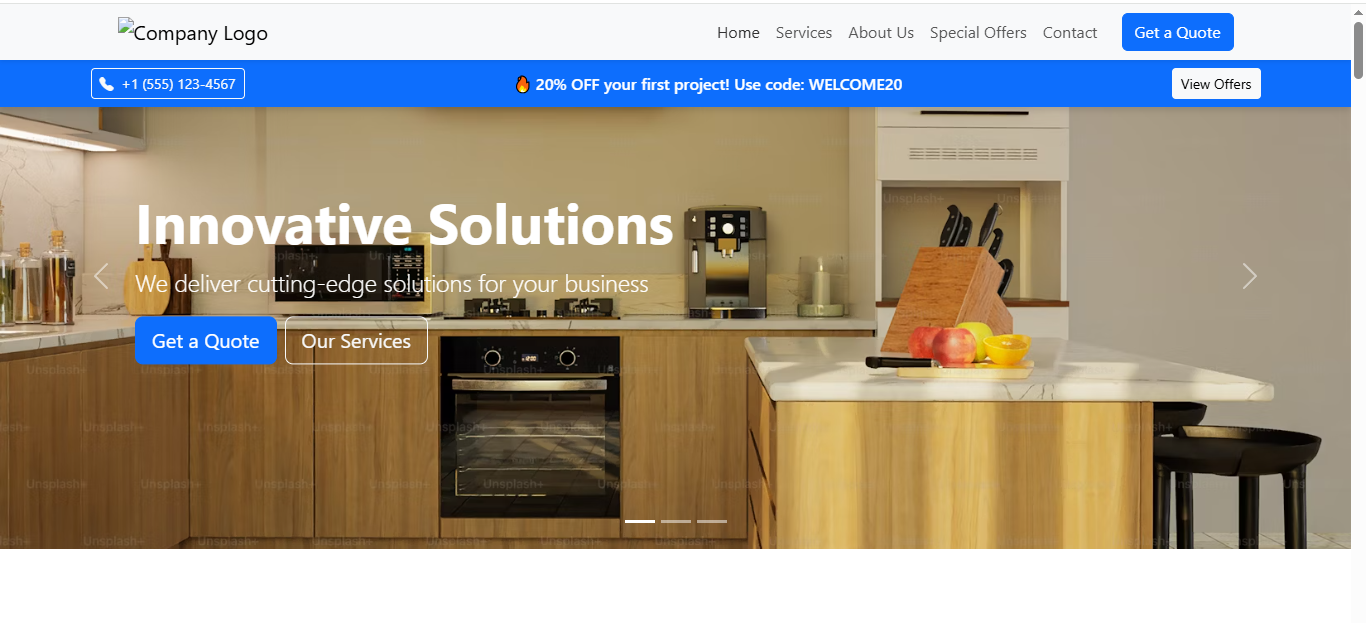 Company Logo
Home Services About Us Special Offers Contact Get a Quote
+1 (555) 123-4567
🔥 20% OFF your first project! Use code: WELCOME20
View Offers
Innovative Solutions
We deliver cutting-edge solutions for your business
Get a Quote
Our Services
Unsplash+